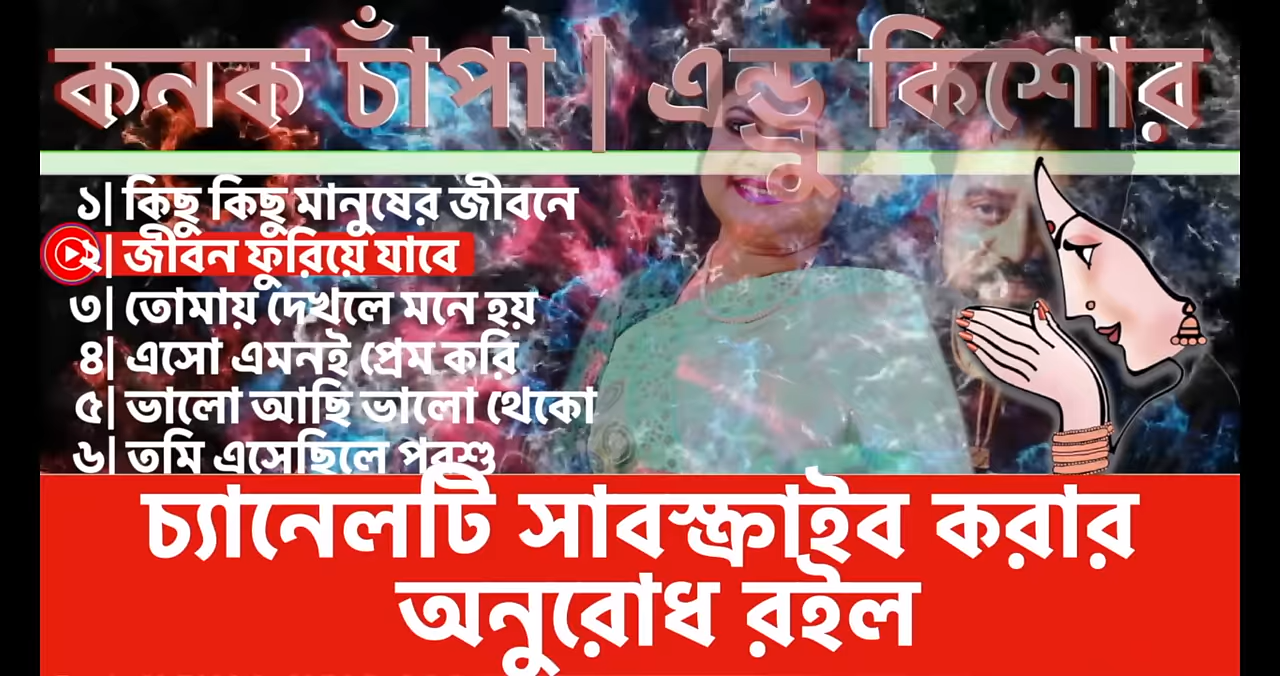 কনক চাঁপা | এন্ড্রু কিশোর
১| কিছু কিছু মানুষের জীবনে
২| জীবন ফুরিয়ে যাবে
৩| তোমায় দেখলে মনে হয়
৪| এসো এমনই প্রেম করি
৫| ভালো আছি ভালো থেকো
৬| তুমি এসেছিলে পরশু
চ্যানেলটি সাবস্ক্রাইব করার
অনুরোধ রইল